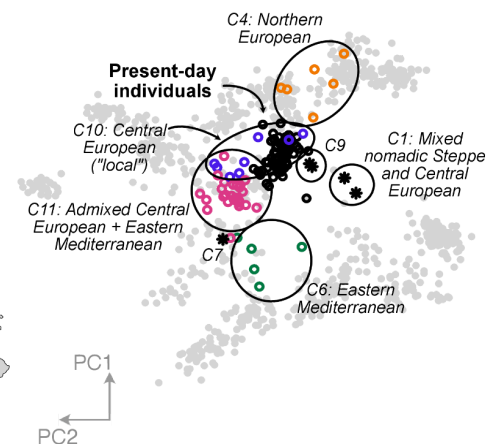 C4: Northern
European
Present-day
individuals
C10: Central
European
("local")
C9
C1: Mixed
nomadic Steppe
and Central
European
C11: Admixed Central
European + Eastern
Mediterranean
C7
C6: Eastern
Mediterranean
PC1
PC2